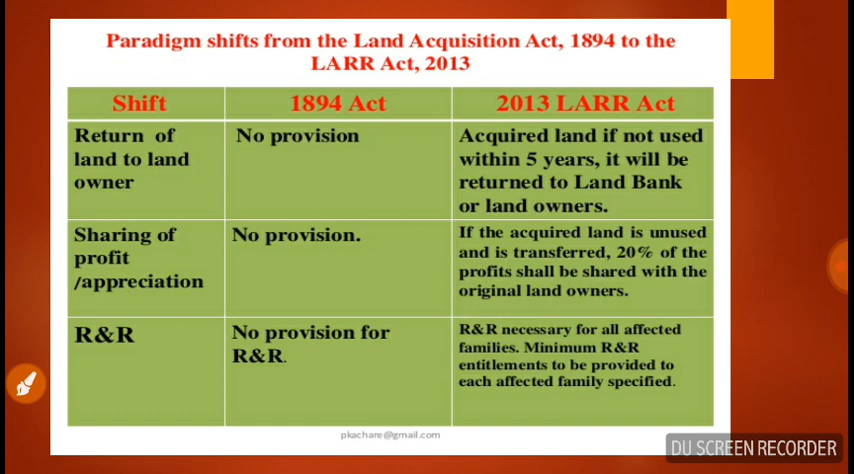 Paradigm shifts from the Land Acquisition Act, 1894 to the
LARR Act, 2013
Shift
1894 Act
2013 LARR Act
Return of
land to land
owner
No provision
Acquired land if not used
within 5 years, it will be
returned to Land Bank
or land owners.
Sharing of
profit
/appreciation
No provision.
If the acquired land is unused
and is transferred, 20% of the
profits shall be shared with the
original land owners.
R&R
No provision for
R&R.
R&R necessary for all affected
families. Minimum R&R
entitlements to be provided to
each affected family specified.
pkachare@gmail.com
DU SCREEN RECORDER